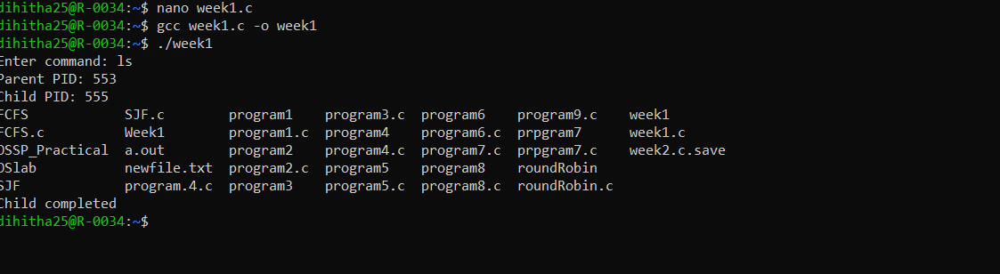 dihitha25@R-0034:~$ nano week1.c
dihitha25@R-0034:~$ gcc week1.c -o week1
dihitha25@R-0034:~$ ./week1
Enter command: ls
Parent PID: 553
Child PID: 555
FCFS SJF.c program1 program3.c program6 program9.c week1
FCFS.c Week1 program1.c program4 program6.c prpgram7 week1.c
OSSP_Practical a.out program2 program4.c program7.c prpgram7.c week2.c.save
OSlab newfile.txt program2.c program5 program8 roundRobin
SJF program.4.c program3 program5.c program8.c roundRobin.c
Child completed
dihitha25@R-0034:~$